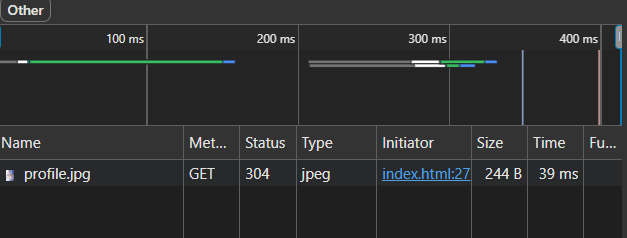 Other
100 ms 200 ms 300 ms 400 ms
Name Met... Status Type Initiator Size Time Fu...
profile.jpg GET 304 jpeg index.html:27 244 B 39 ms